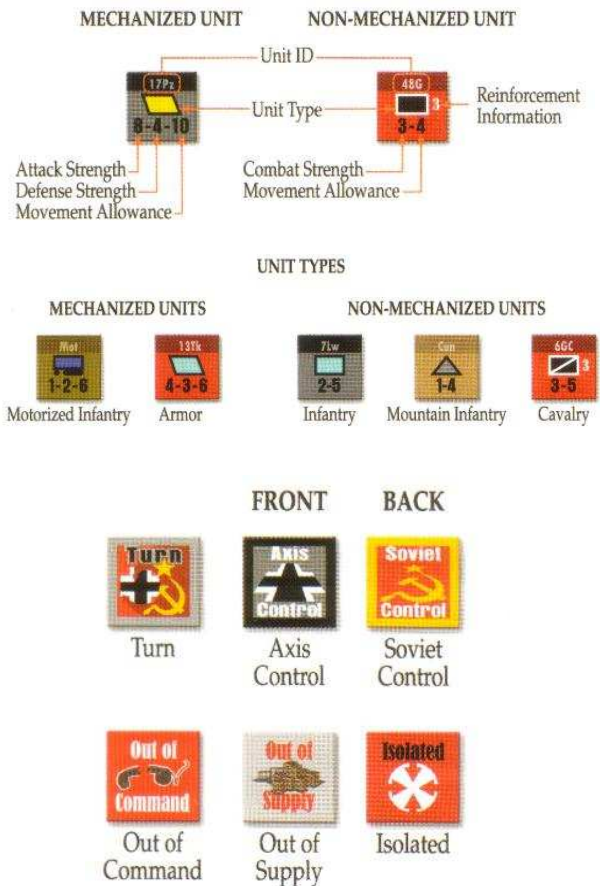 MECHANIZED UNIT NON-MECHANIZED UNIT
Unit ID
17Pz 48G
Unit Type
3
Reinforcement
Information
8-4-10 3-4
Attack Strength
Defense Strength
Movement Allowance
Combat Strength
Movement Allowance
UNIT TYPES
MECHANIZED UNITS NON-MECHANIZED UNITS
Mot 13Tk 7Lw Cun 6GC
3
1-2-6 4-3-6 2-5 1-4 3-5
Motorized Infantry Armor Infantry Mountain Infantry Cavalry
FRONT BACK
Turn Axis Soviet
Control Control
Turn Axis Soviet
Control Control
Out of Out of Isolated
Command Supply
Out of Out of Isolated
Command Supply